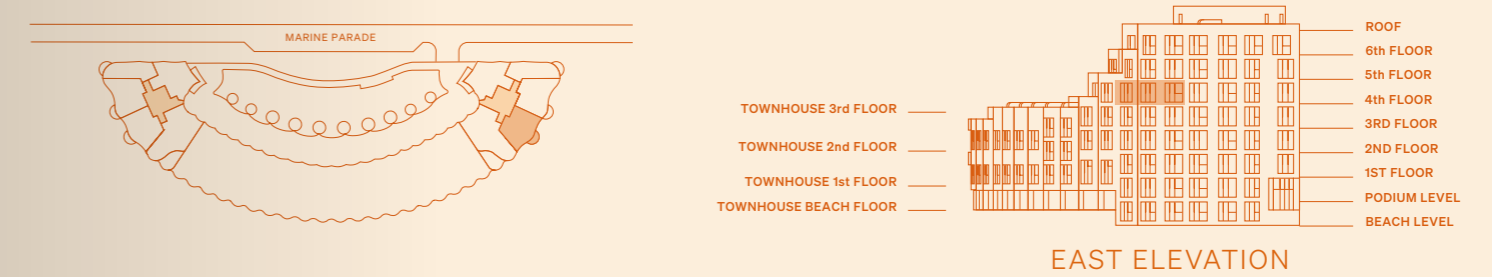 MARINE PARADE
TOWNHOUSE 3rd FLOOR
TOWNHOUSE 2nd FLOOR
TOWNHOUSE 1st FLOOR
TOWNHOUSE BEACH FLOOR
ROOF
6th FLOOR
5th FLOOR
4th FLOOR
3RD FLOOR
2ND FLOOR
1ST FLOOR
PODIUM LEVEL
BEACH LEVEL
EAST ELEVATION